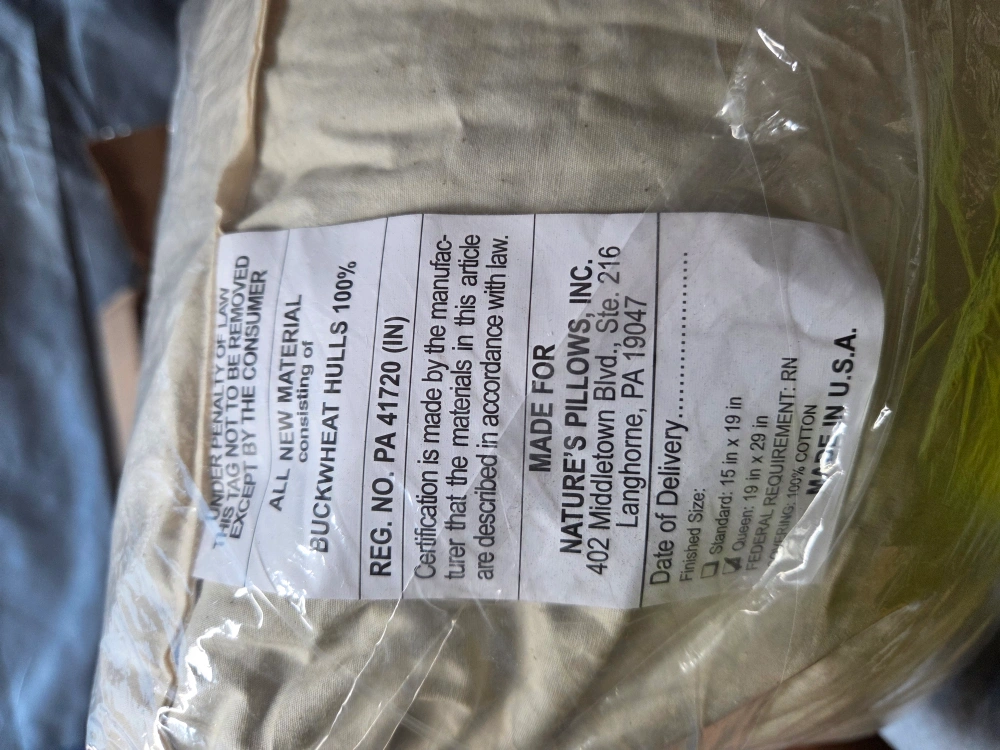 UNDER PENALTY OF LAW
THIS TAG NOT TO BE REMOVED
EXCEPT BY THE CONSUMER
ALL NEW MATERIAL
consisting of
BUCKWHEAT HULLS 100%
REG. NO. PA 41720 (IN)
Certification is made by the manufac-
turer that the materials in this article
are described in accordance with law.
MADE FOR
NATURE'S PILLOWS, INC.
402 Middletown Blvd., Ste. 216
Langhorne, PA 19047
Date of Delivery..........................
Finished Size:
☐ Standard: 15 in x 19 in
☑ Queen: 19 in x 29 in
FEDERAL REQUIREMENT: RN
COVERING: 100% COTTON
MADE IN U.S.A.